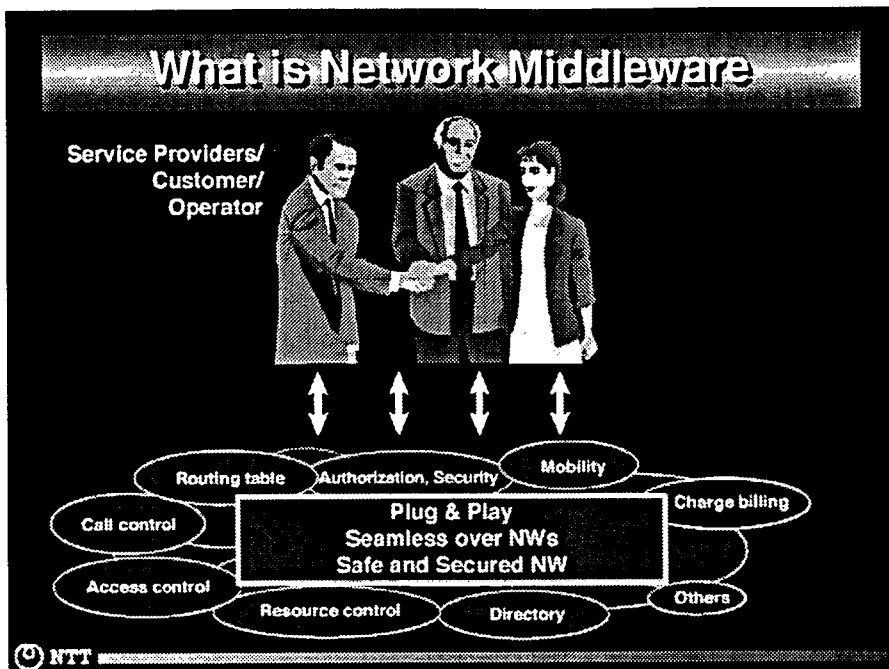 What is Network Middleware
Service Providers/
Customer/
Operator
Routing table
Authorization, Security
Mobility
Charge billing
Call control
Plug & Play
Seamless over NWs
Safe and Secured NW
Access control
Resource control
Directory
Others
NTT